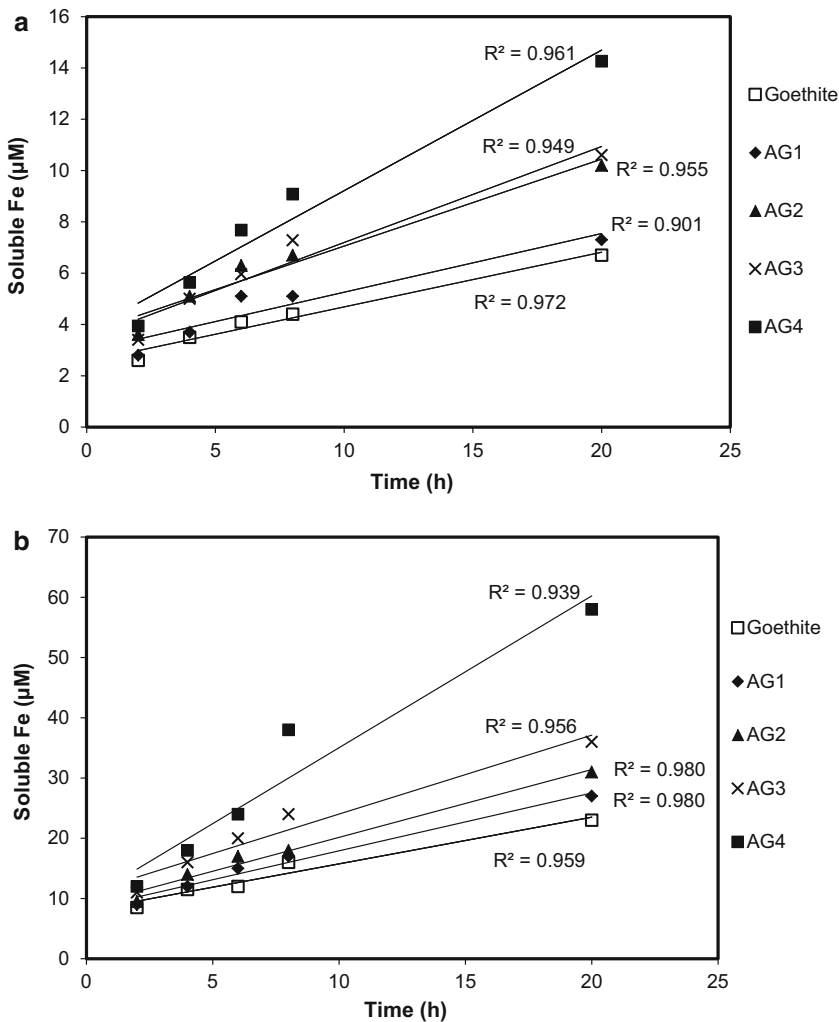 a
16
14
12
10
8
6
4
2
0
Soluble Fe (µM)
R² = 0.961
R² = 0.949
R² = 0.955
R² = 0.901
R² = 0.972
0 5 10 15 20 25
Time (h)
Goethite
AG1
AG2
AG3
AG4
b
70
60
50
40
30
20
10
0
Soluble Fe (µM)
R² = 0.939
R² = 0.956
R² = 0.980
R² = 0.980
R² = 0.959
0 5 10 15 20 25
Time (h)
Goethite
AG1
AG2
AG3
AG4